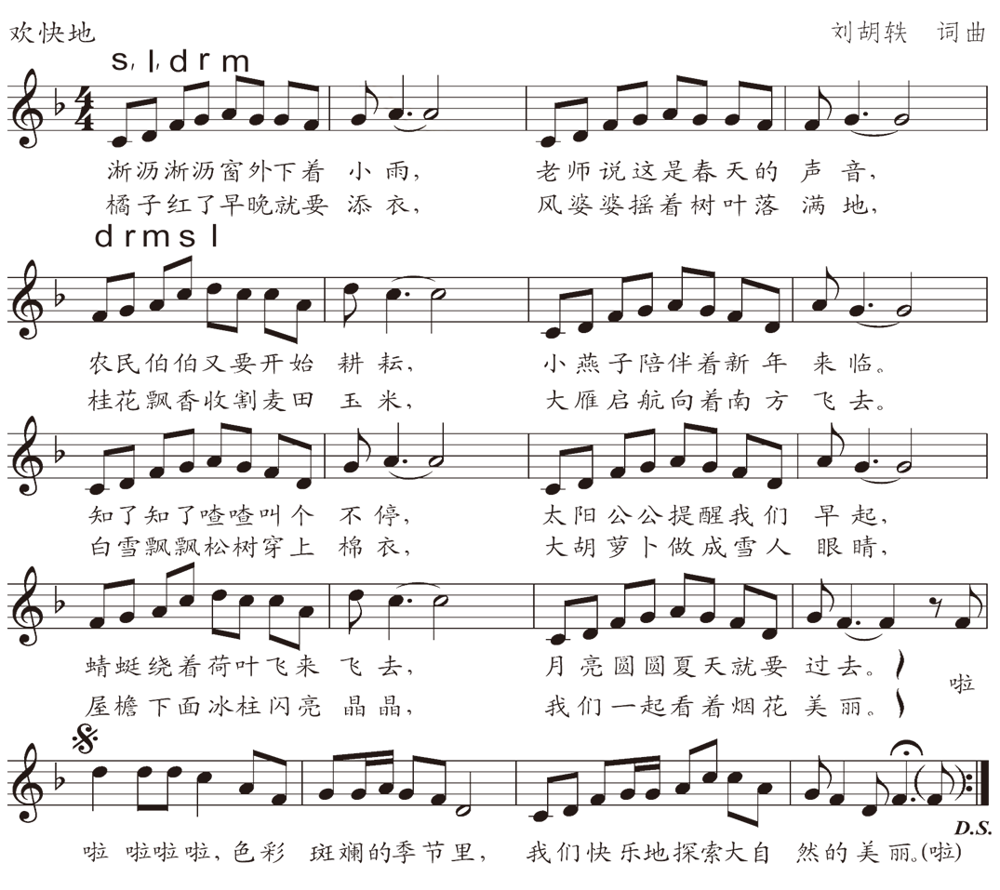 欢快地 刘胡轶 词曲
s, l, d r m
4/4
淅沥淅沥窗外下着 小雨, 老师说这是春天的 声音,
橘子红了早晚就要 添衣, 风婆婆摇着树叶落 满地,
d r m s l
农民伯伯又要开始 耕耘, 小燕子陪伴着新年 来临。
桂花飘香收割麦田 玉米, 大雁启航向着南方 飞去。
知了知了喳喳叫个 不停, 太阳公公提醒我们 早起,
白雪飘飘松树穿上 棉衣, 大胡萝卜做成雪人 眼睛,
蜻蜓绕着荷叶飞来 飞去, 月亮圆圆夏天就要 过去。 啦
屋檐下面冰柱闪亮 晶晶, 我们一起看着烟花 美丽。
D.S.
啦 啦啦啦, 色彩 斑斓的季节里, 我们快乐地探索大自 然的美丽。(啦)